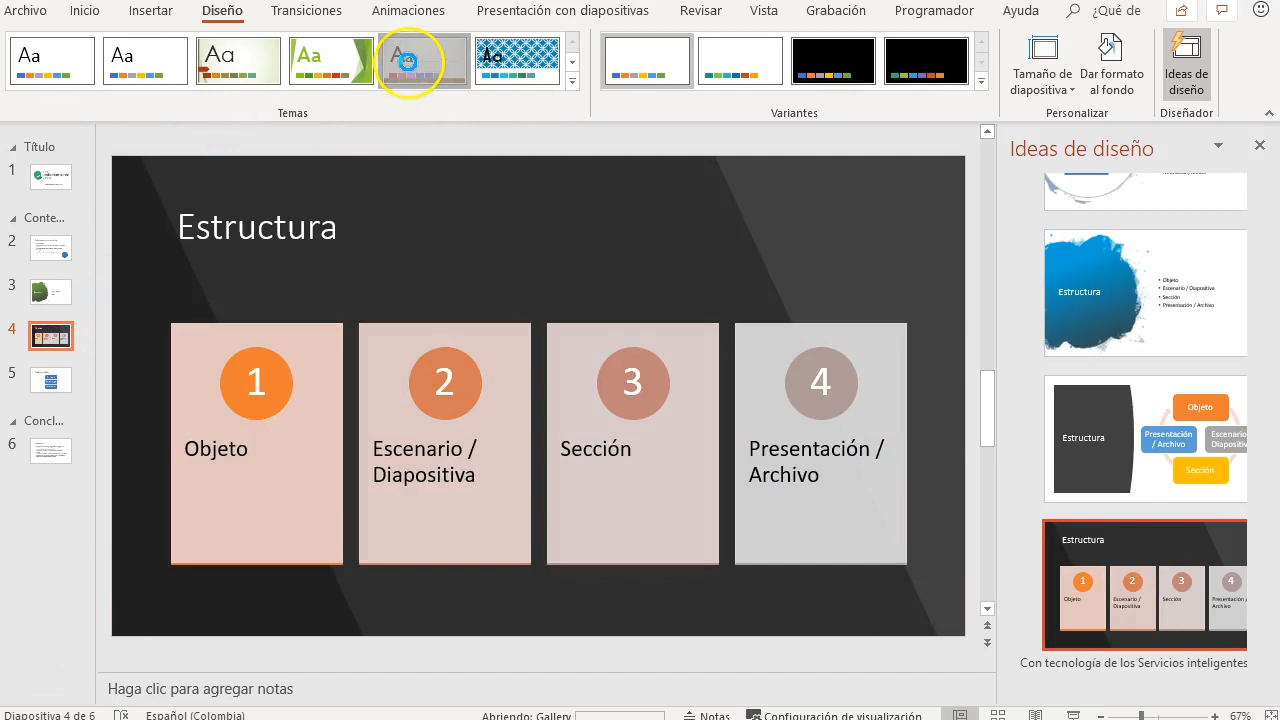 Archivo Inicio Insertar Diseño Transiciones Animaciones Presentación con diapositivas Revisar Vista Grabación Programador Ayuda ¿Qué de
Aa Aa Aa Aa Aa Aa
Tamaño de diapositiva
Dar formato al fondo
Ideas de diseño
Temas Variantes Personalizar Diseñador
Título
1
Conte...
2
3
4
5
Concl...
6
Estructura
1
Objeto
2
Escenario /
Diapositiva
3
Sección
4
Presentación /
Archivo
Ideas de diseño
Estructura
• Objeto
• Escenario / Diapositiva
• Sección
• Presentación / Archivo
Estructura
Objeto
Presentación
/ Archivo
Escenario
Diapositiv
Sección
Estructura
1 2 3 4
Objeto
Escenario /
Diapositiva
Sección
Presentación /
Archivo
Con tecnología de los Servicios inteligentes
Haga clic para agregar notas
Diapositiva 4 de 6 Español (Colombia) Abriendo: Gallery Notas Configuración de visualización 67%